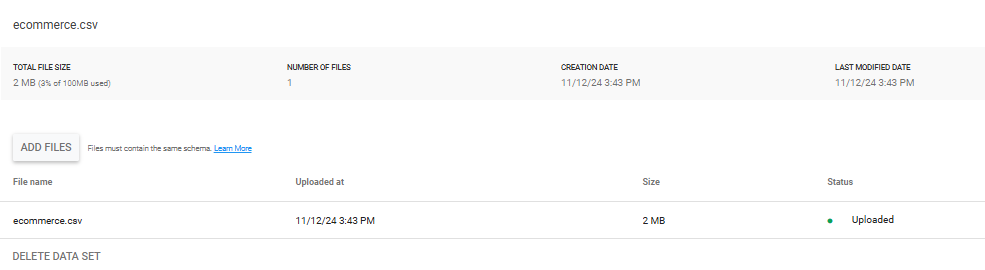 ecommerce.csv
TOTAL FILE SIZE NUMBER OF FILES CREATION DATE LAST MODIFIED DATE
2 MB (3% of 100MB used) 1 11/12/24 3:43 PM 11/12/24 3:43 PM
ADD FILES Files must contain the same schema. Learn More
File name Uploaded at Size Status
ecommerce.csv 11/12/24 3:43 PM 2 MB Uploaded
DELETE DATA SET